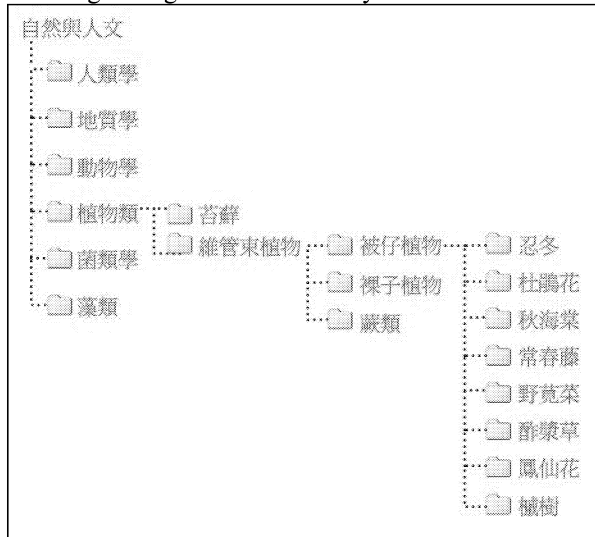 自然與人文
人類學
地質學
動物學
植物類
苔蘚
維管束植物
被仔植物
忍冬
杜鵑花
秋海棠
常春藤
野莧菜
酢漿草
鳳仙花
槭樹
裸子植物
蕨類
菌類學
藻類